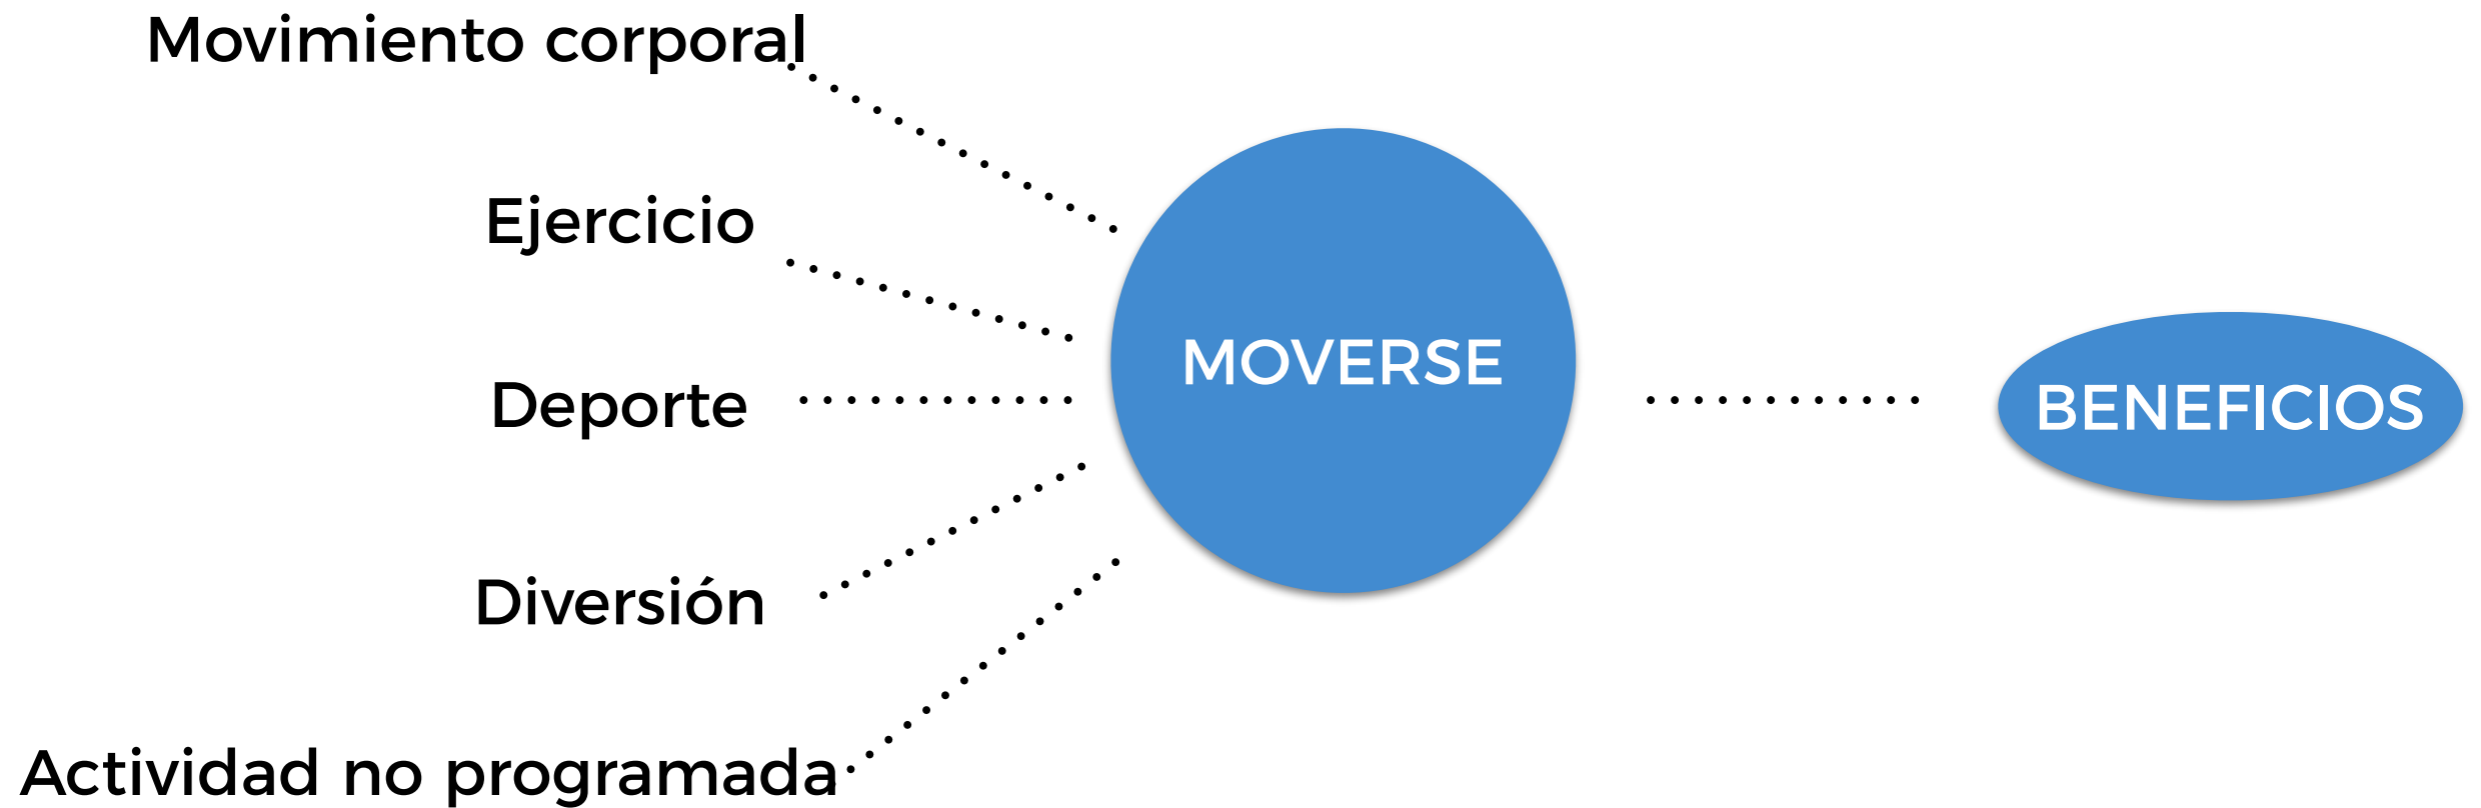 Movimiento corporal
Ejercicio
Deporte
Diversión
Actividad no programada
MOVERSE
BENEFICIOS